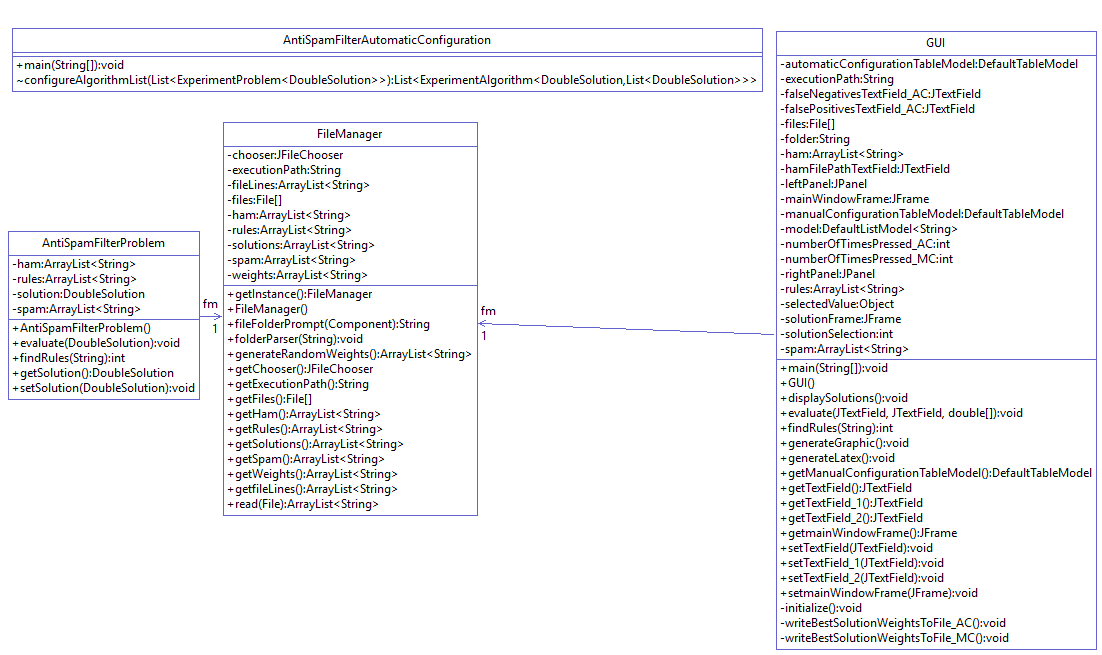 AntiSpamFilterAutomaticConfiguration
+main(String[]):void
~configureAlgorithmList(List<ExperimentProblem<DoubleSolution>>):List<ExperimentAlgorithm<DoubleSolution,List<DoubleSolution>>>
FileManager
-chooser:JFileChooser
-executionPath:String
-fileLines:ArrayList<String>
-files:File[]
-ham:ArrayList<String>
-rules:ArrayList<String>
-solutions:ArrayList<String>
-spam:ArrayList<String>
-weights:ArrayList<String>
+getInstance():FileManager
+FileManager()
+fileFolderPrompt(Component):String
+folderParser(String):void
+generateRandomWeights():ArrayList<String>
+getChooser():JFileChooser
+getExecutionPath():String
+getFiles():File[]
+getHam():ArrayList<String>
+getRules():ArrayList<String>
+getSolutions():ArrayList<String>
+getSpam():ArrayList<String>
+getWeights():ArrayList<String>
+getfileLines():ArrayList<String>
+read(File):ArrayList<String>
AntiSpamFilterProblem
-ham:ArrayList<String>
-rules:ArrayList<String>
-solution:DoubleSolution
-spam:ArrayList<String>
+AntiSpamFilterProblem()
+evaluate(DoubleSolution):void
+findRules(String):int
+getSolution():DoubleSolution
+setSolution(DoubleSolution):void
fm
1
fm
1
GUI
-automaticConfigurationTableModel:DefaultTableModel
-executionPath:String
-falseNegativesTextField_AC:JTextField
-falsePositivesTextField_AC:JTextField
-files:File[]
-folder:String
-ham:ArrayList<String>
-hamFilePathTextField:JTextField
-leftPanel:JPanel
-mainWindowFrame:JFrame
-manualConfigurationTableModel:DefaultTableModel
-model:DefaultListModel<String>
-numberOfTimesPressed_AC:int
-numberOfTimesPressed_MC:int
-rightPanel:JPanel
-rules:ArrayList<String>
-selectedValue:Object
-solutionFrame:JFrame
-solutionSelection:int
-spam:ArrayList<String>
+main(String[]):void
+GUI()
+displaySolutions():void
+evaluate(JTextField, JTextField, double[]):void
+findRules(String):int
+generateGraphic():void
+generateLatex():void
+getManualConfigurationTableModel():DefaultTableModel
+getTextField():JTextField
+getTextField_1():JTextField
+getTextField_2():JTextField
+getmainWindowFrame():JFrame
+setTextField(JTextField):void
+setTextField_1(JTextField):void
+setTextField_2(JTextField):void
+setmainWindowFrame(JFrame):void
-initialize():void
-writeBestSolutionWeightsToFile_AC():void
-writeBestSolutionWeightsToFile_MC():void